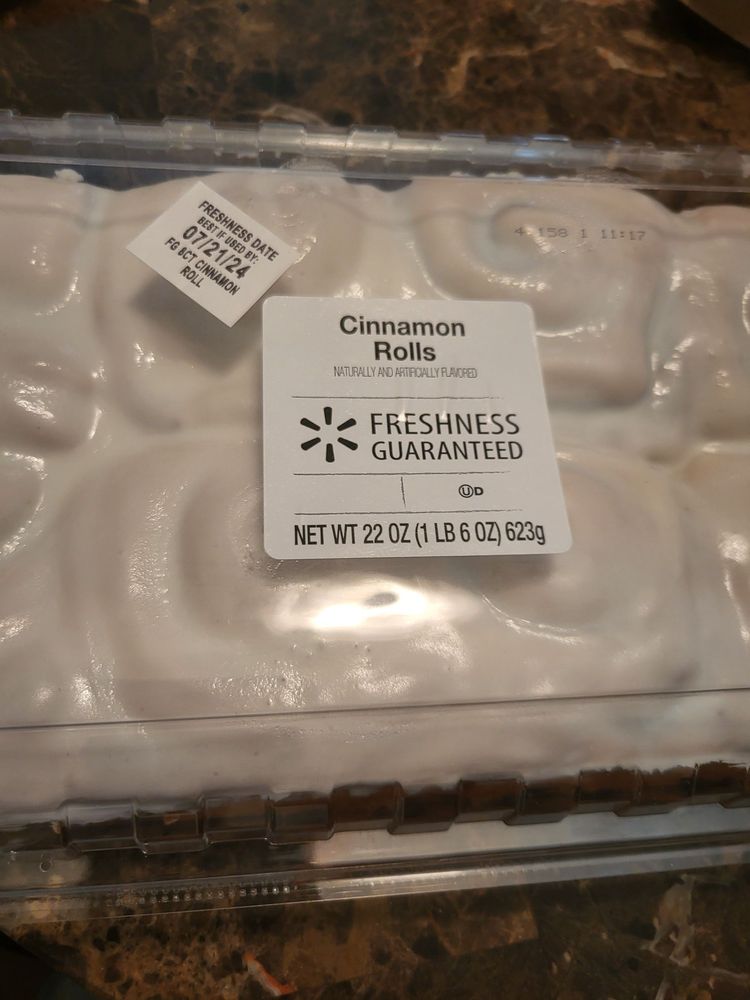 FRESHNESS DATE
BEST IF USED BY:
07/21/24
FG 8CT CINNAMON
ROLL
4 158 1 11:17
Cinnamon
Rolls
NATURALLY AND ARTIFICIALLY FLAVORED
FRESHNESS
GUARANTEED
UD
NET WT 22 OZ (1 LB 6 OZ) 623g